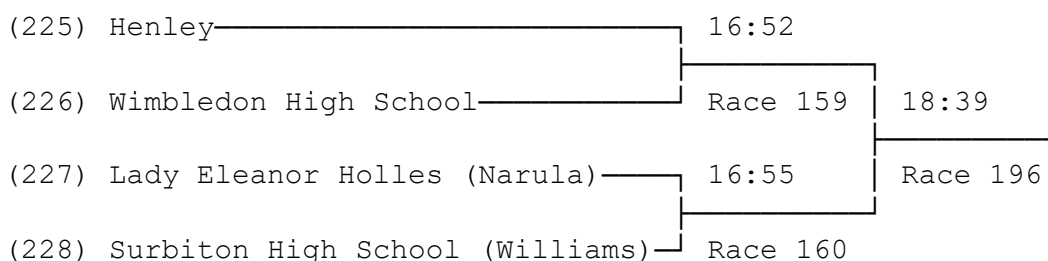 (225) Henley 16:52
(226) Wimbledon High School Race 159 18:39
(227) Lady Eleanor Holles (Narula) 16:55 Race 196
(228) Surbiton High School (Williams) Race 160